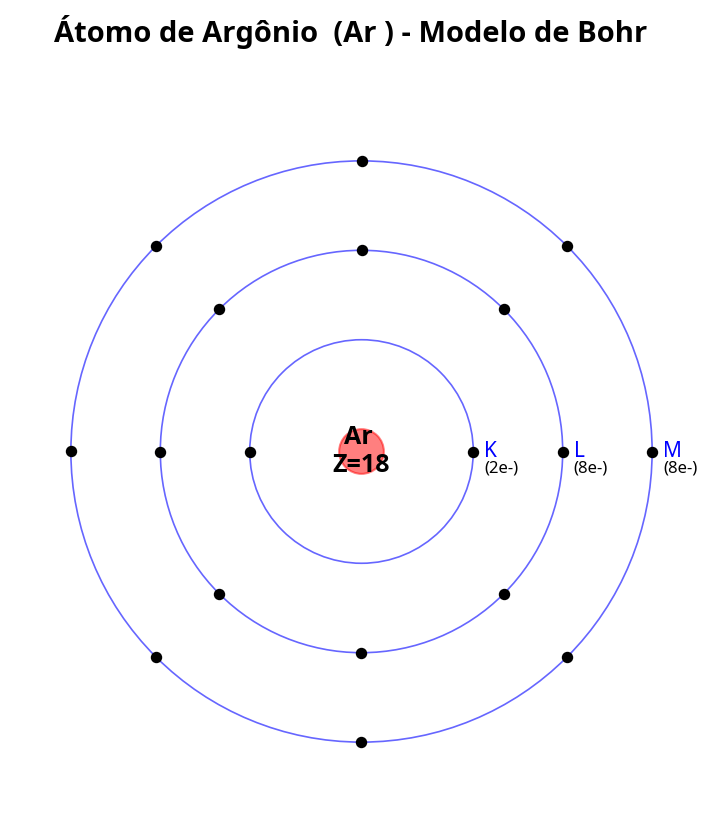 Átomo de Argônio (Ar ) - Modelo de Bohr
Ar
Z=18
K
(2e-)
L
(8e-)
M
(8e-)